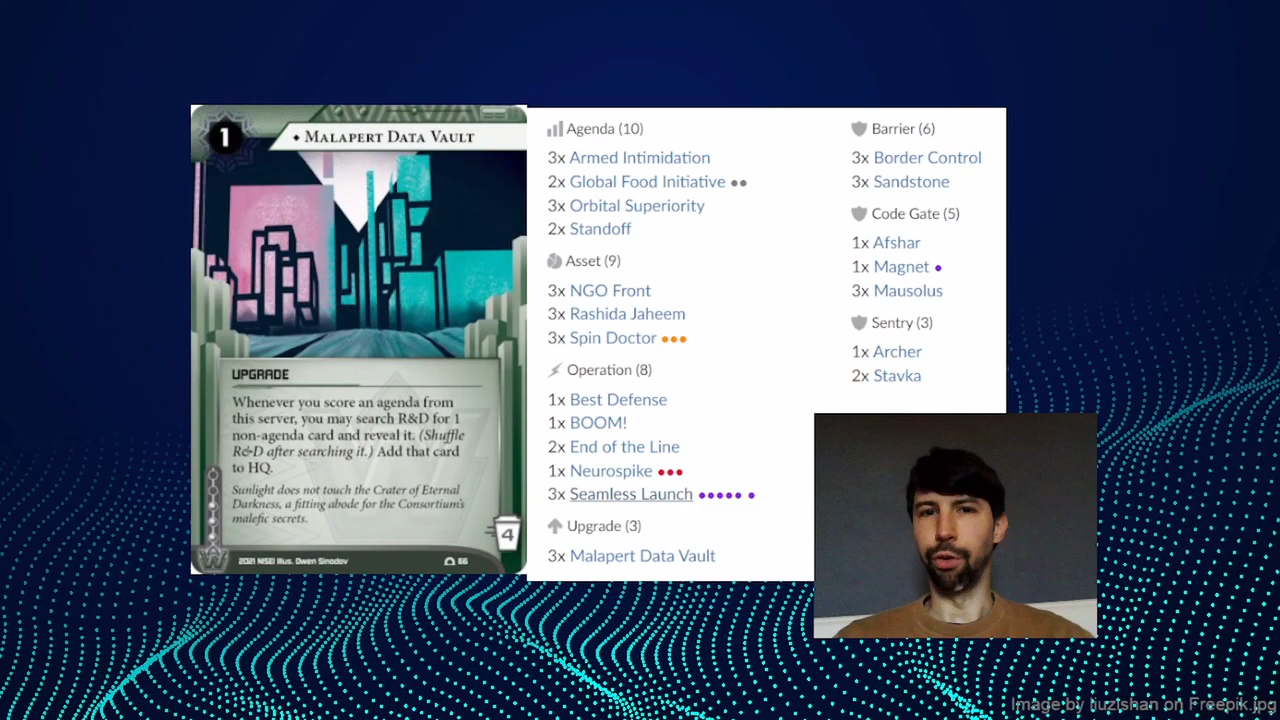 1
♦ MALAPERT DATA VAULT
UPGRADE
Whenever you score an agenda from
this server, you may search R&D for 1
non-agenda card and reveal it. (Shuffle
R&D after searching it.) Add that card
to HQ.
Sunlight does not touch the Crater of Eternal
Darkness, a fitting abode for the Consortium's
malefic secrets.
4
2021 NISEI Illus. Owen Sinodov
66
Agenda (10)
3x Armed Intimidation
2x Global Food Initiative ●●
3x Orbital Superiority
2x Standoff
Asset (9)
3x NGO Front
3x Rashida Jaheem
3x Spin Doctor ●●●
Operation (8)
1x Best Defense
1x BOOM!
2x End of the Line
1x Neurospike ●●●
3x Seamless Launch ●●●●● ●
Upgrade (3)
3x Malapert Data Vault
Barrier (6)
3x Border Control
3x Sandstone
Code Gate (5)
1x Afshar
1x Magnet ●
3x Mausolus
Sentry (3)
1x Archer
2x Stavka
Image by liuzishan on Freepik.jpg